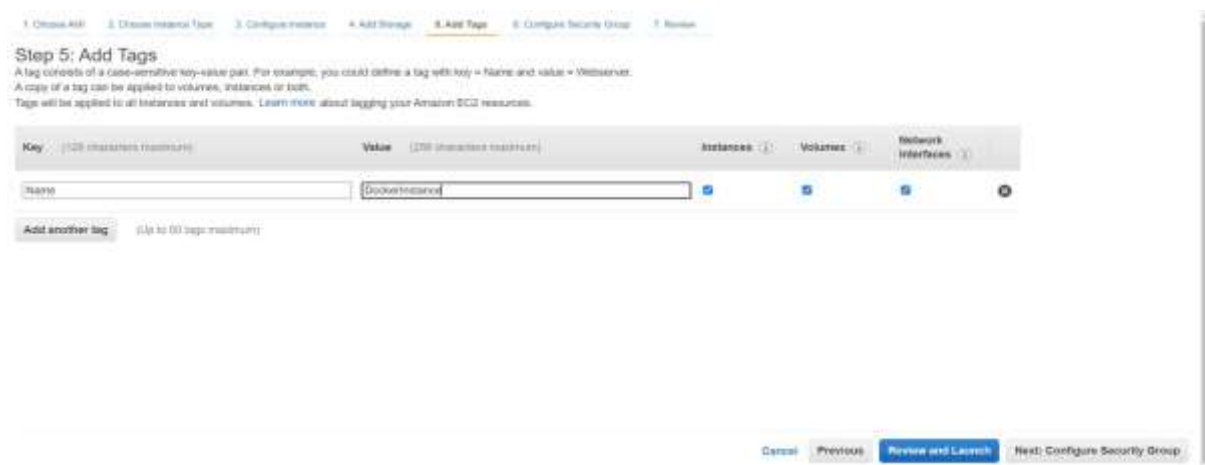 1. Choose AMI 2. Choose Instance Type 3. Configure Instance 4. Add Storage 5. Add Tags 6. Configure Security Group 7. Review
Step 5: Add Tags
A tag consists of a case-sensitive key-value pair. For example, you could define a tag with key = Name and value = Webserver.
A copy of a tag can be applied to volumes, instances or both.
Tags will be applied to all instances and volumes. Learn more about tagging your Amazon EC2 resources.
Key (128 characters maximum) Value (256 characters maximum) Instances Volumes Network Interfaces
Name DockerInstance
Add another tag (Up to 50 tags maximum)
Cancel Previous Review and Launch Next: Configure Security Group